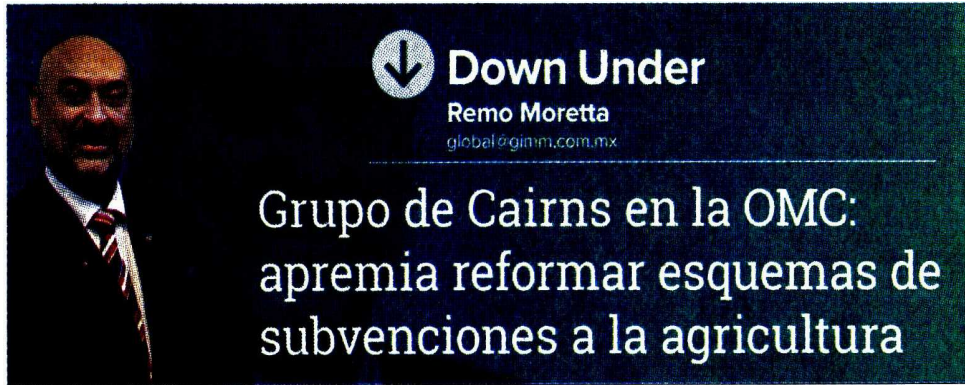 Down Under
Remo Moretta
global@gimm.com.mx
Grupo de Cairns en la OMC:
apremia reformar esquemas de
subvenciones a la agricultura